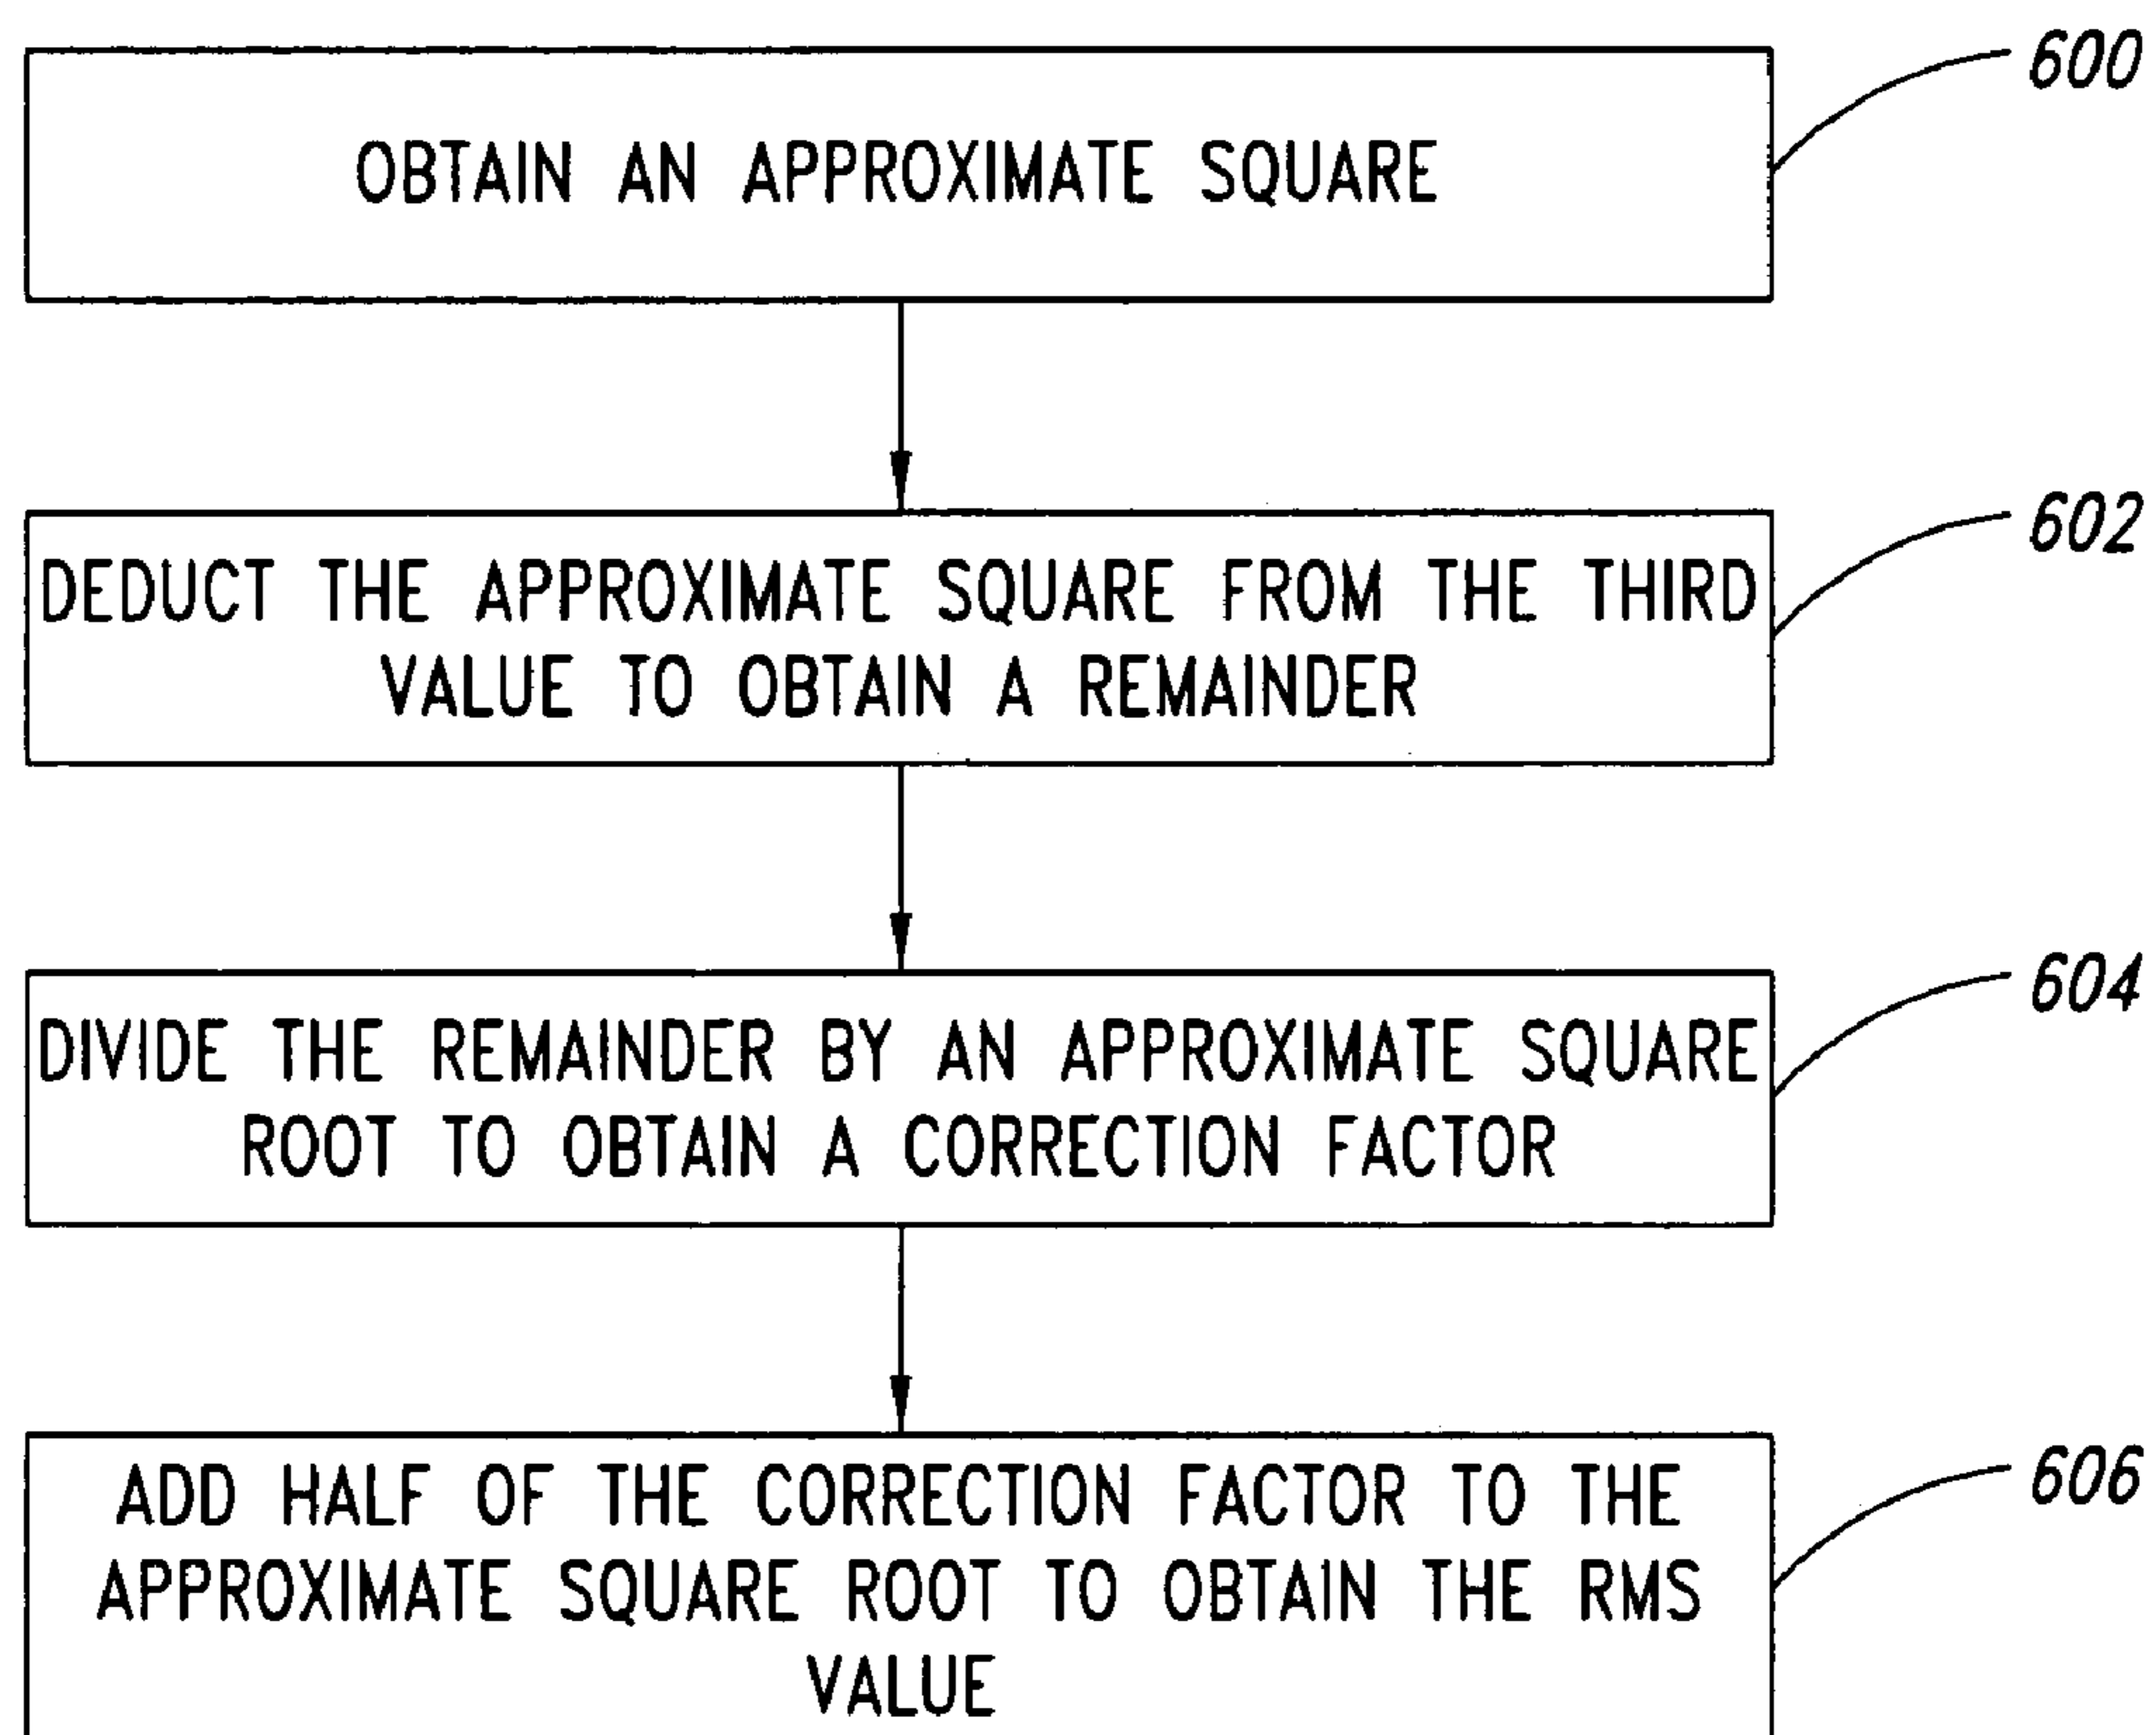 OBTAIN AN APPROXIMATE SQUARE
600
DEDUCT THE APPROXIMATE SQUARE FROM THE THIRD
VALUE TO OBTAIN A REMAINDER
602
DIVIDE THE REMAINDER BY AN APPROXIMATE SQUARE
ROOT TO OBTAIN A CORRECTION FACTOR
604
ADD HALF OF THE CORRECTION FACTOR TO THE
APPROXIMATE SQUARE ROOT TO OBTAIN THE RMS
VALUE
606